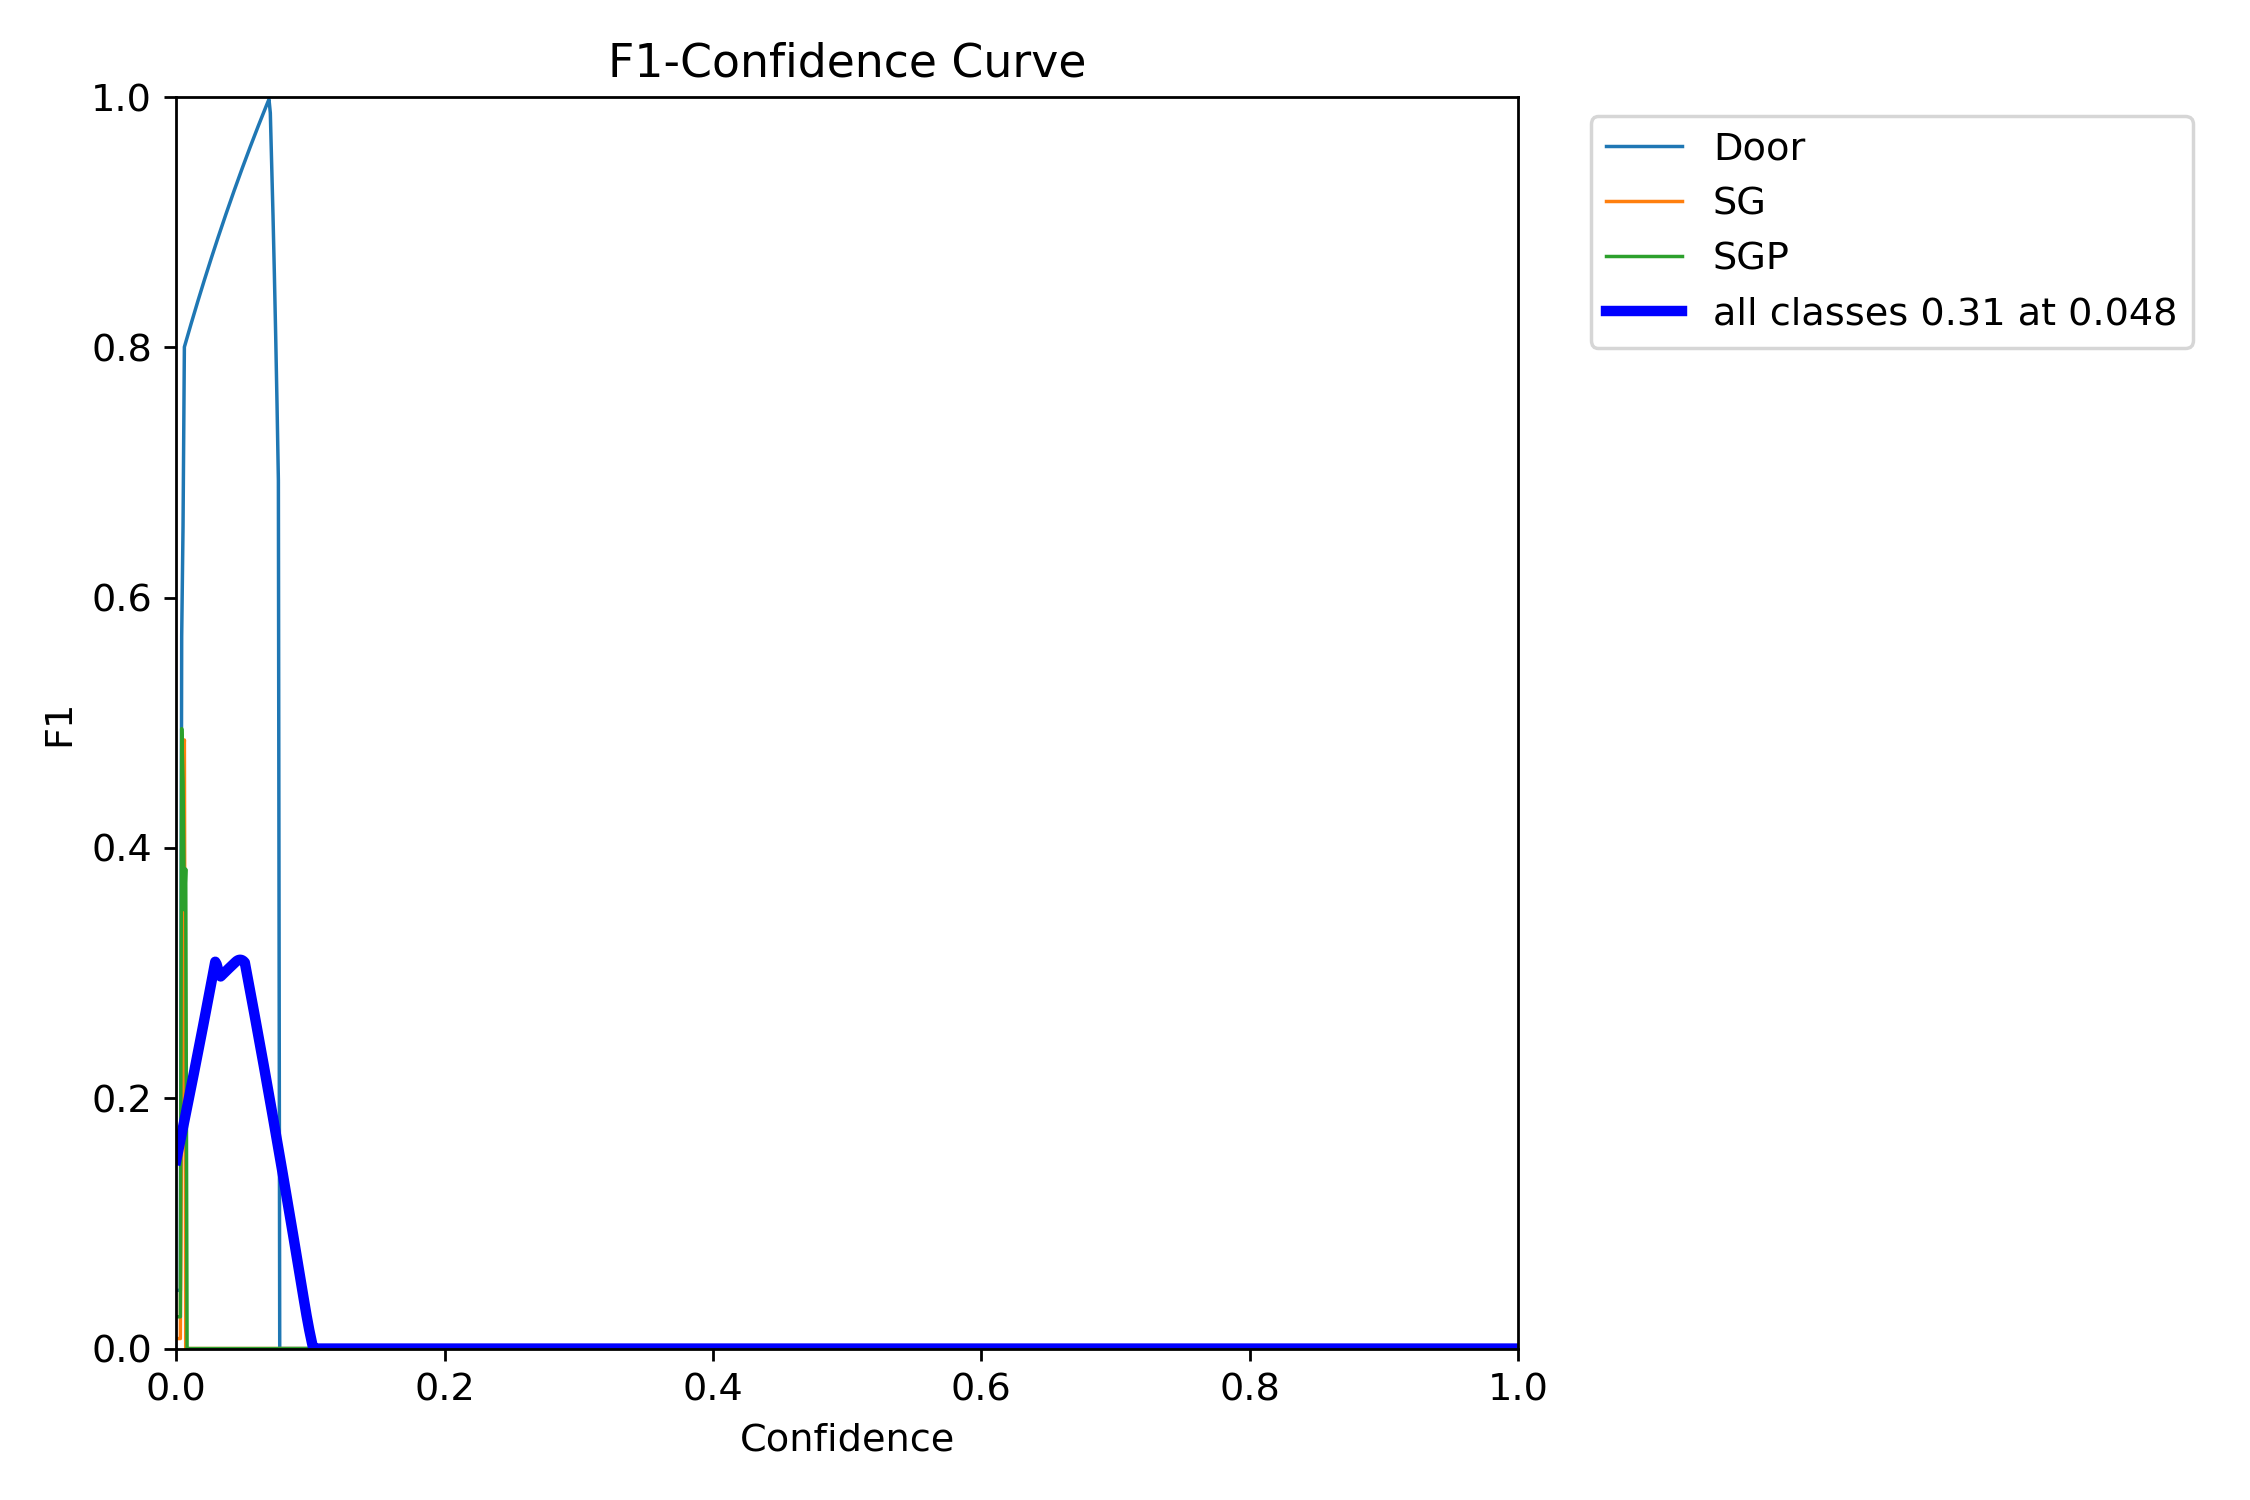 F1-Confidence Curve
1.0
0.8
0.6
0.4
0.2
0.0
F1
0.0 0.2 0.4 0.6 0.8 1.0
Confidence
Door
SG
SGP
all classes 0.31 at 0.048